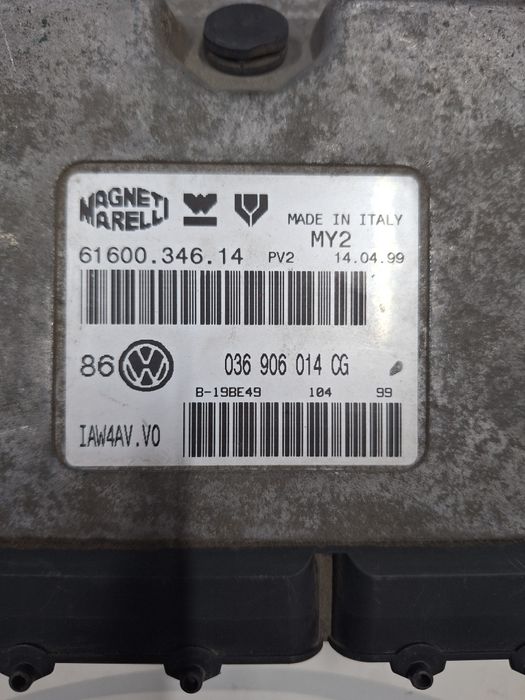 MAGNETI
MARELLI
MADE IN ITALY
MY2
61600.346.14 PV2 14.04.99
86 VW 036 906 014 CG
B-19BE49 104 99
IAW4AV.V0